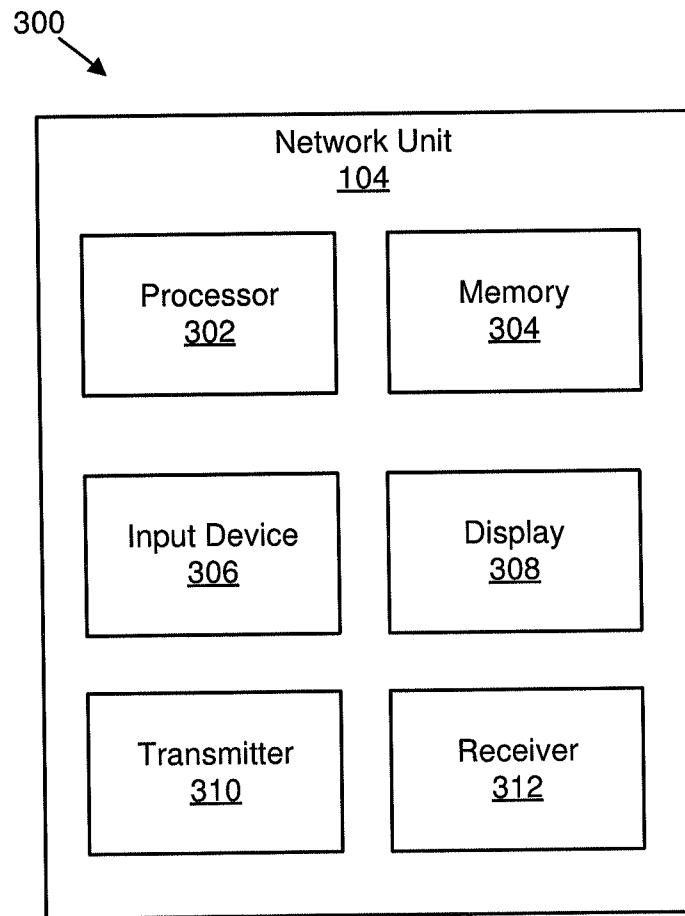 300
Network Unit
104
Processor
302
Memory
304
Input Device
306
Display
308
Transmitter
310
Receiver
312